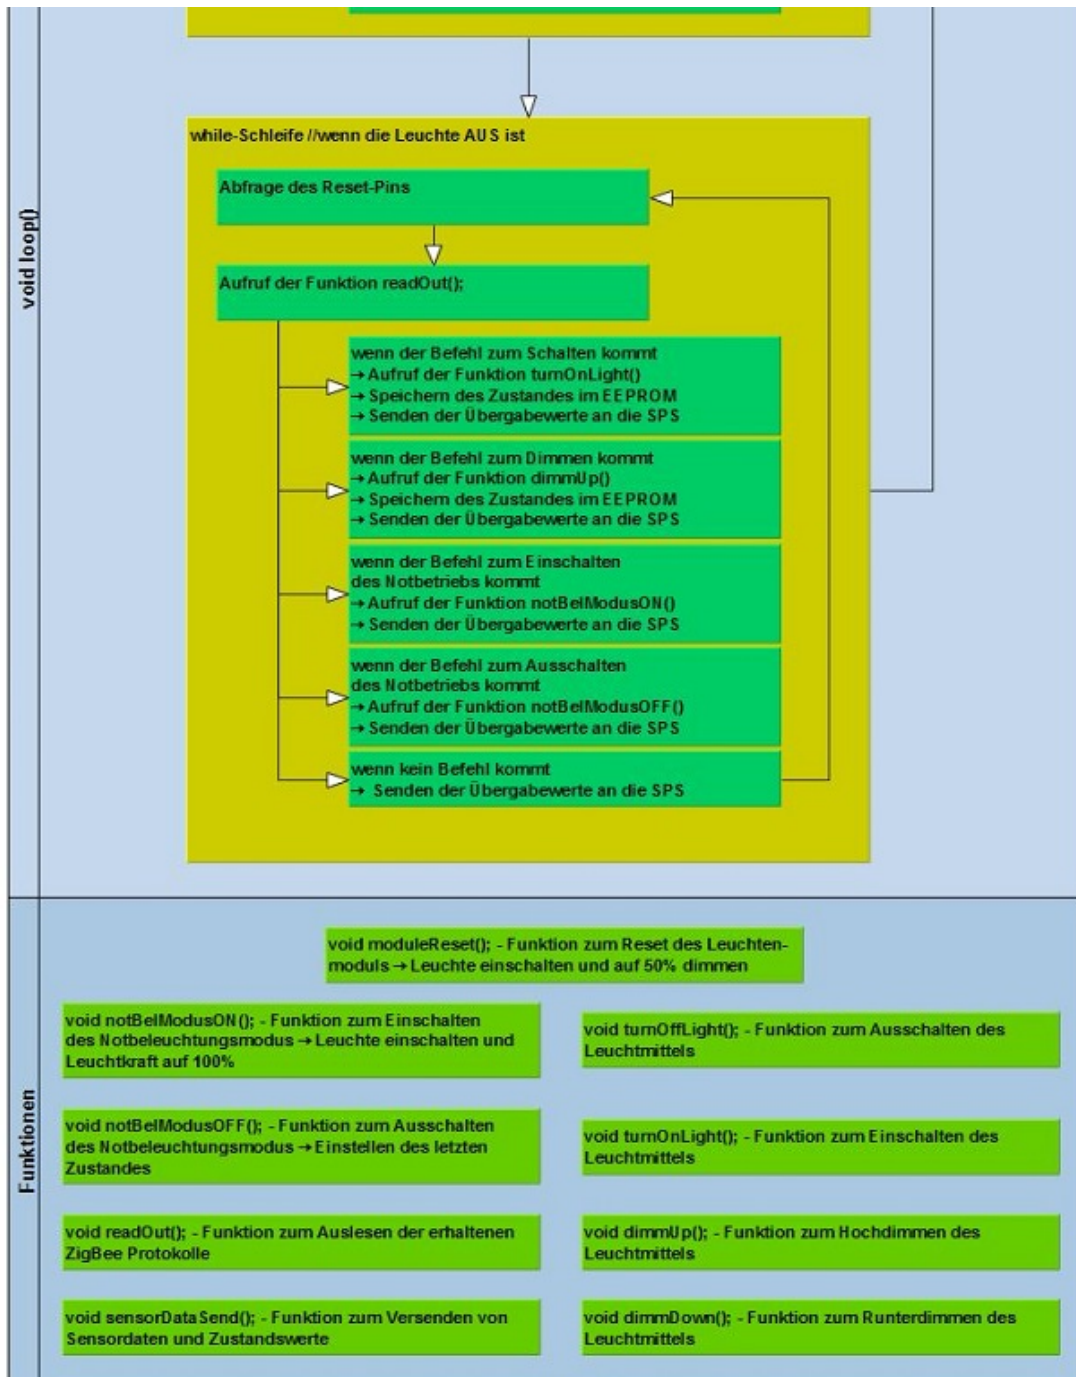 void loop()
while-Schleife //wenn die Leuchte AUS ist
Abfrage des Reset-Pins
Aufruf der Funktion readOut();
wenn der Befehl zum Schalten kommt
→ Aufruf der Funktion turnOnLight()
→ Speichern des Zustandes im EEPROM
→ Senden der Übergabewerte an die SPS
wenn der Befehl zum Dimmen kommt
→ Aufruf der Funktion dimmUp()
→ Speichern des Zustandes im EEPROM
→ Senden der Übergabewerte an die SPS
wenn der Befehl zum Einschalten
des Notbetriebs kommt
→ Aufruf der Funktion notBelModusON()
→ Senden der Übergabewerte an die SPS
wenn der Befehl zum Ausschalten
des Notbetriebs kommt
→ Aufruf der Funktion notBelModusOFF()
→ Senden der Übergabewerte an die SPS
wenn kein Befehl kommt
→ Senden der Übergabewerte an die SPS
Funktionen
void moduleReset(); - Funktion zum Reset des Leuchten-
moduls → Leuchte einschalten und auf 50% dimmen
void notBelModusON(); - Funktion zum Einschalten
des Notbeleuchtungsmodus → Leuchte einschalten und
Leuchtkraft auf 100%
void turnOffLight(); - Funktion zum Ausschalten des
Leuchtmittels
void notBelModusOFF(); - Funktion zum Ausschalten
des Notbeleuchtungsmodus → Einstellen des letzten
Zustandes
void turnOnLight(); - Funktion zum Einschalten des
Leuchtmittels
void readOut(); - Funktion zum Auslesen der erhaltenen
ZigBee Protokolle
void dimmUp(); - Funktion zum Hochdimmen des
Leuchtmittels
void sensorDataSend(); - Funktion zum Versenden von
Sensordaten und Zustandswerte
void dimmDown(); - Funktion zum Runterdimmen des
Leuchtmittels